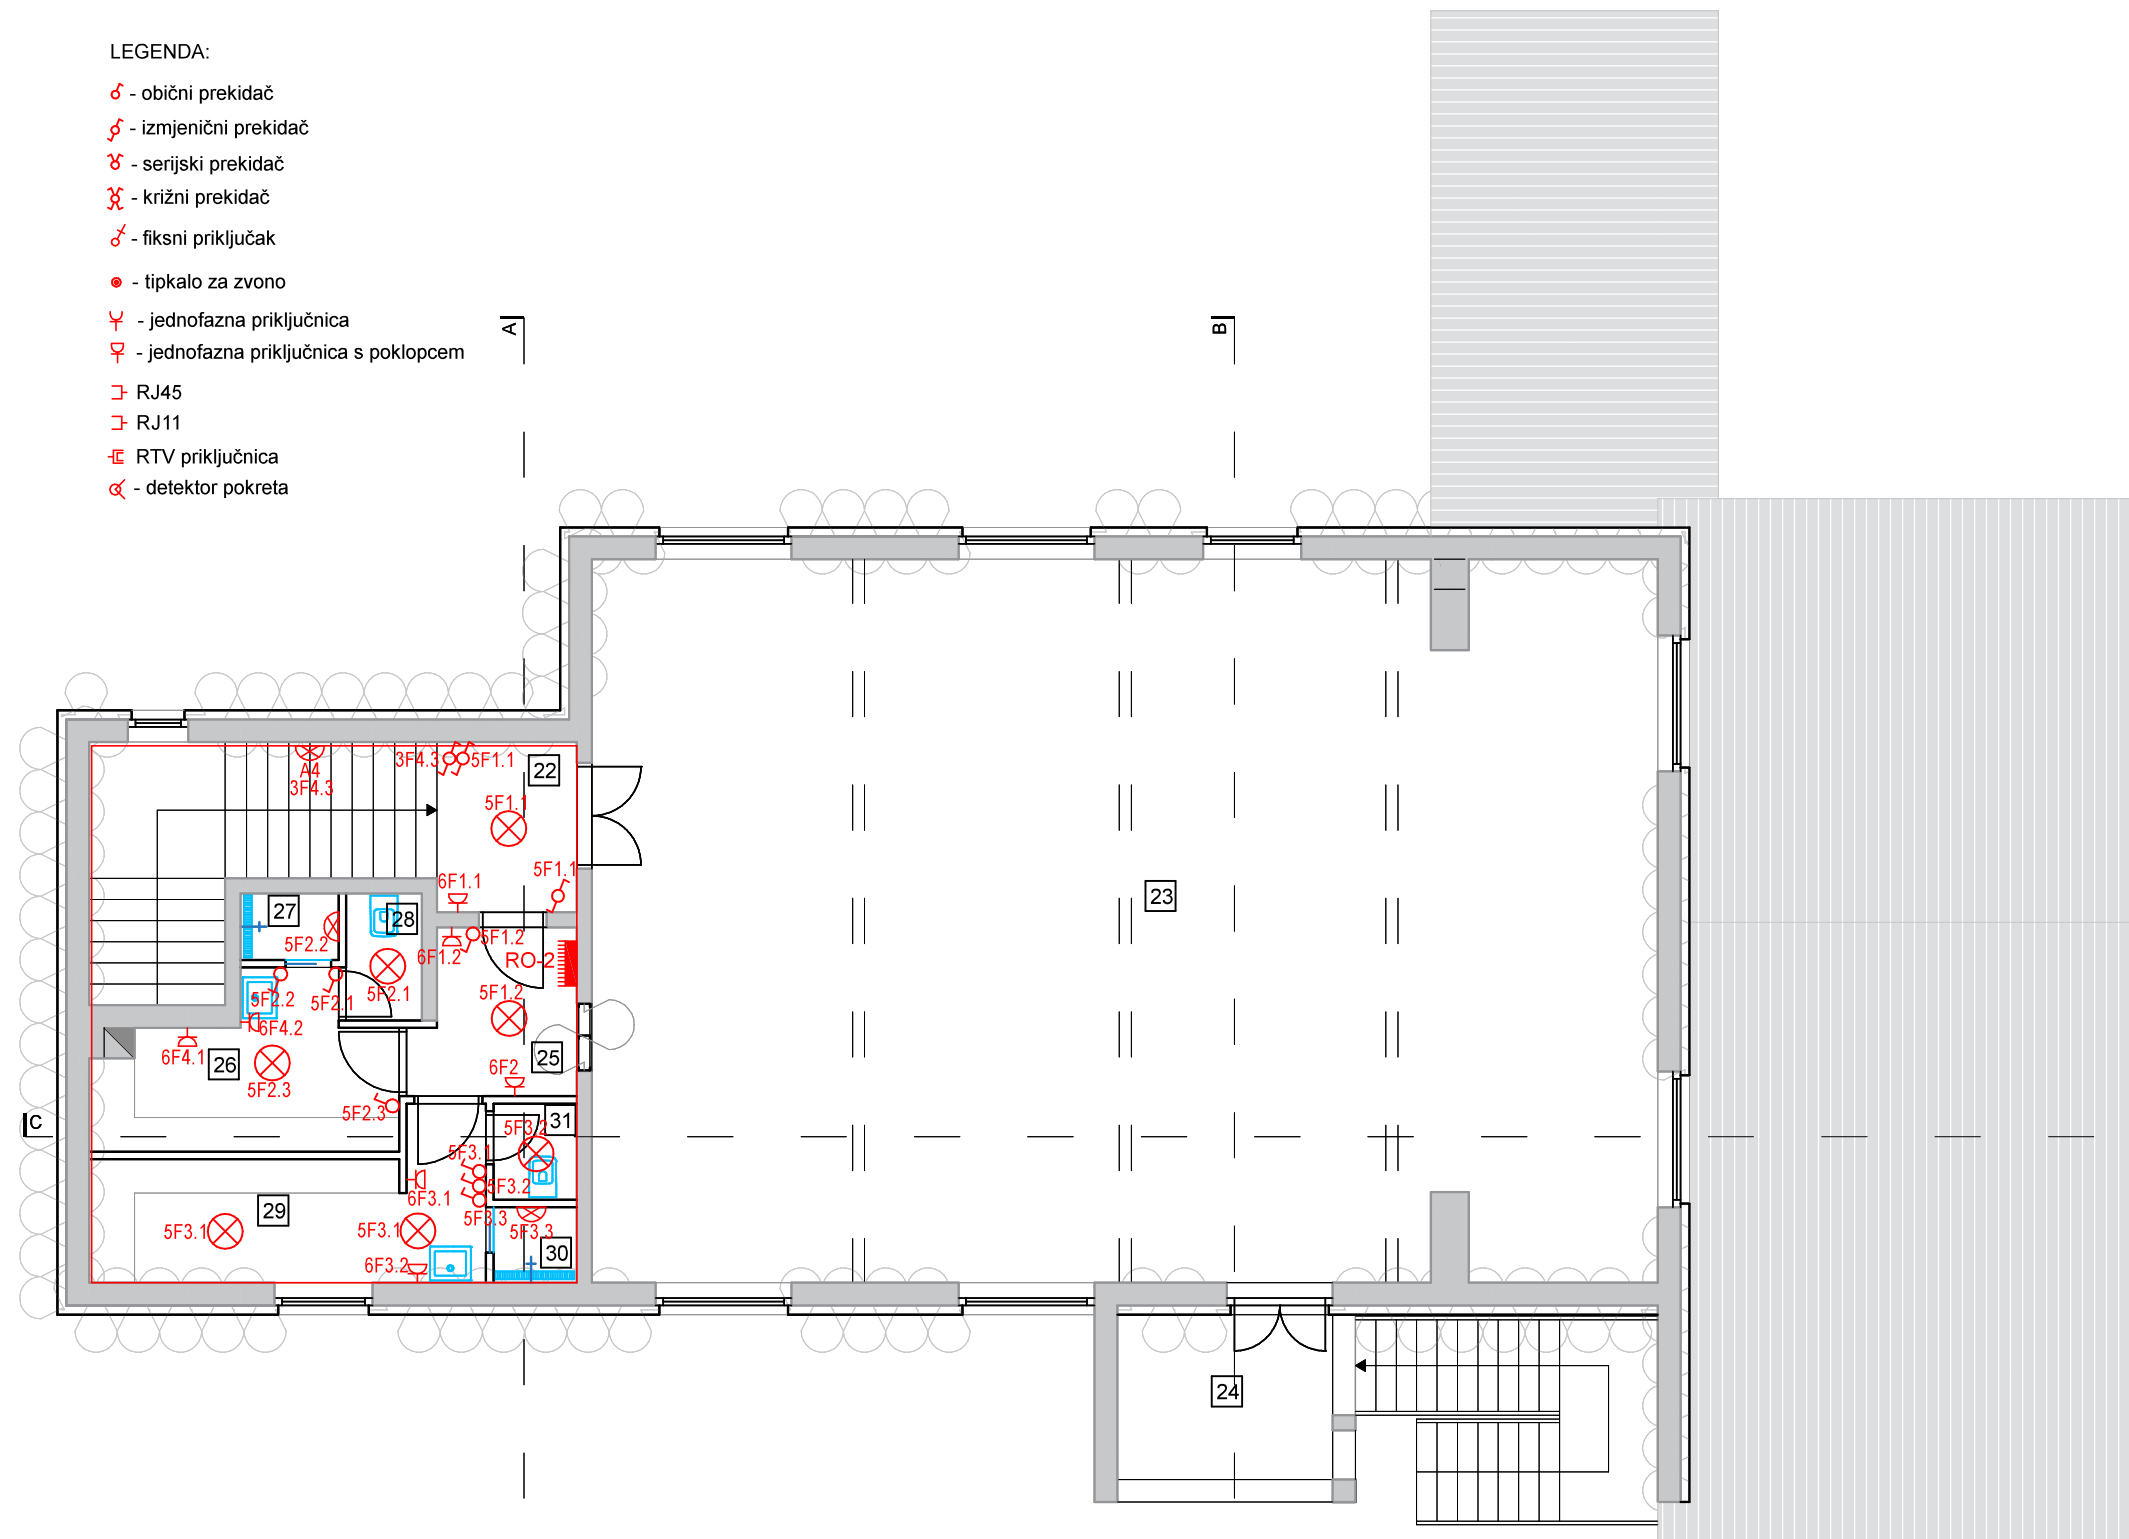 LEGENDA:
- obični prekidač
- izmjenični prekidač
- serijski prekidač
- križni prekidač
- fiksni priključak
- tipkalo za zvono
- jednofazna priključnica
- jednofazna priključnica s poklopcem
RJ45
RJ11
RTV priključnica
- detektor pokreta
A
B
3F4.3
5F1.1
22
A4
3F4.3
5F1.1
5F1.1
6F1.1
23
27
28
5F2.2
5F1.2
6F1.2
RO-2
5F2.1
5F1.2
5F2.2
5F2.1
6F4.2
6F4.1
26
25
6F2
5F2.3
5F2.3
C
31
5F3.2
5F3.1
5F3.2
6F3.1
29
5F3.3
5F3.1
5F3.1
5F3.3
30
6F3.2
24